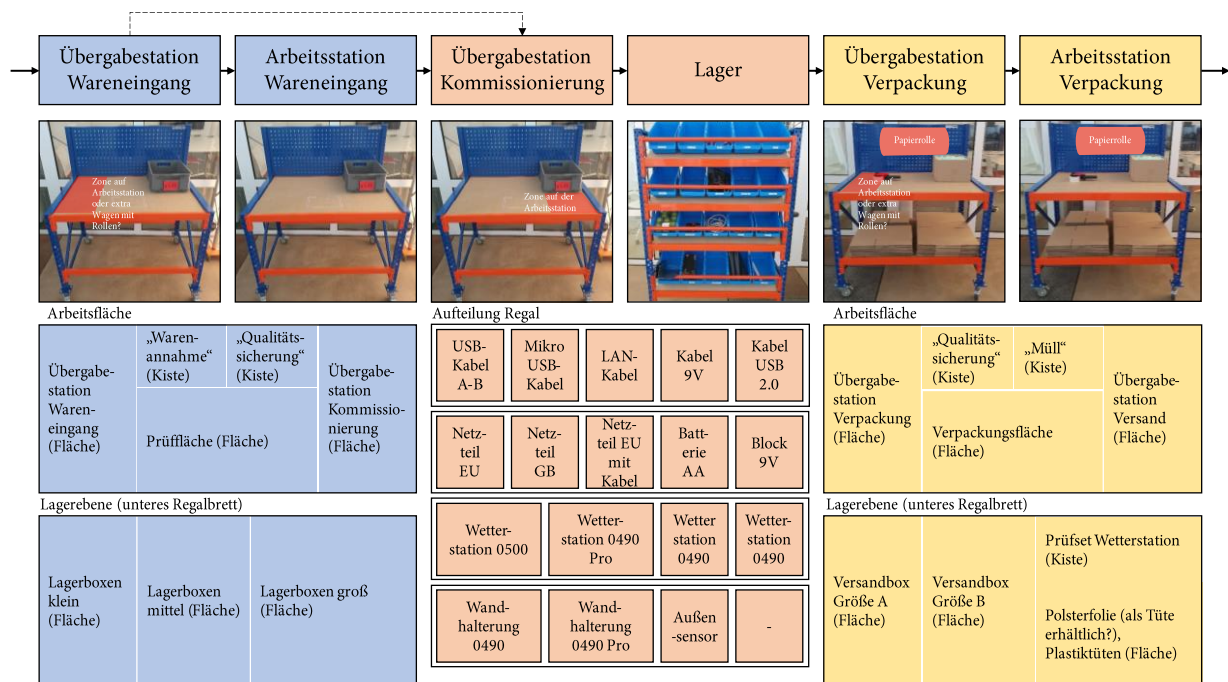 Übergabestation
Wareneingang
Arbeitsstation
Wareneingang
Übergabestation
Kommissionierung
Lager
Übergabestation
Verpackung
Arbeitsstation
Verpackung
Zone auf
Arbeitsstation
oder extra
Wagen mit
Rollen?
Zone auf der
Arbeitsstation
Papierrolle
Zone auf
Arbeitsstation
oder extra
Wagen mit
Rollen?
Papierrolle
Arbeitsfläche
Übergabe-
station
Waren-
eingang
(Fläche)
„Waren-
annahme“
(Kiste)
„Qualitäts-
sicherung“
(Kiste)
Prüffläche (Fläche)
Übergabe-
station
Kommissio-
nierung
(Fläche)
Lagerebene (unteres Regalbrett)
Lagerboxen
klein
(Fläche)
Lagerboxen
mittel (Fläche)
Lagerboxen groß
(Fläche)
Aufteilung Regal
USB-
Kabel
A-B
Mikro
USB-
Kabel
LAN-
Kabel
Kabel
9V
Kabel
USB
2.0
Netz-
teil
EU
Netz-
teil
GB
Netz-
teil EU
mit
Kabel
Batt-
erie
AA
Block
9V
Wetter-
station 0500
Wetter-
station 0490
Pro
Wetter
station
0490
Wetter-
station
0490
Wand-
halterung
0490
Wand-
halterung
0490 Pro
Außen
-sensor
-
Arbeitsfläche
Übergabe-
station
Verpackung
(Fläche)
„Qualitäts-
sicherung“
(Kiste)
„Müll“
(Kiste)
Verpackungsfläche
(Fläche)
Übergabe-
station
Versand
(Fläche)
Lagerebene (unteres Regalbrett)
Versandbox
Größe A
(Fläche)
Versandbox
Größe B
(Fläche)
Prüfset Wetterstation
(Kiste)
Polsterfolie (als Tüte
erhältlich?),
Plastiktüten (Fläche)